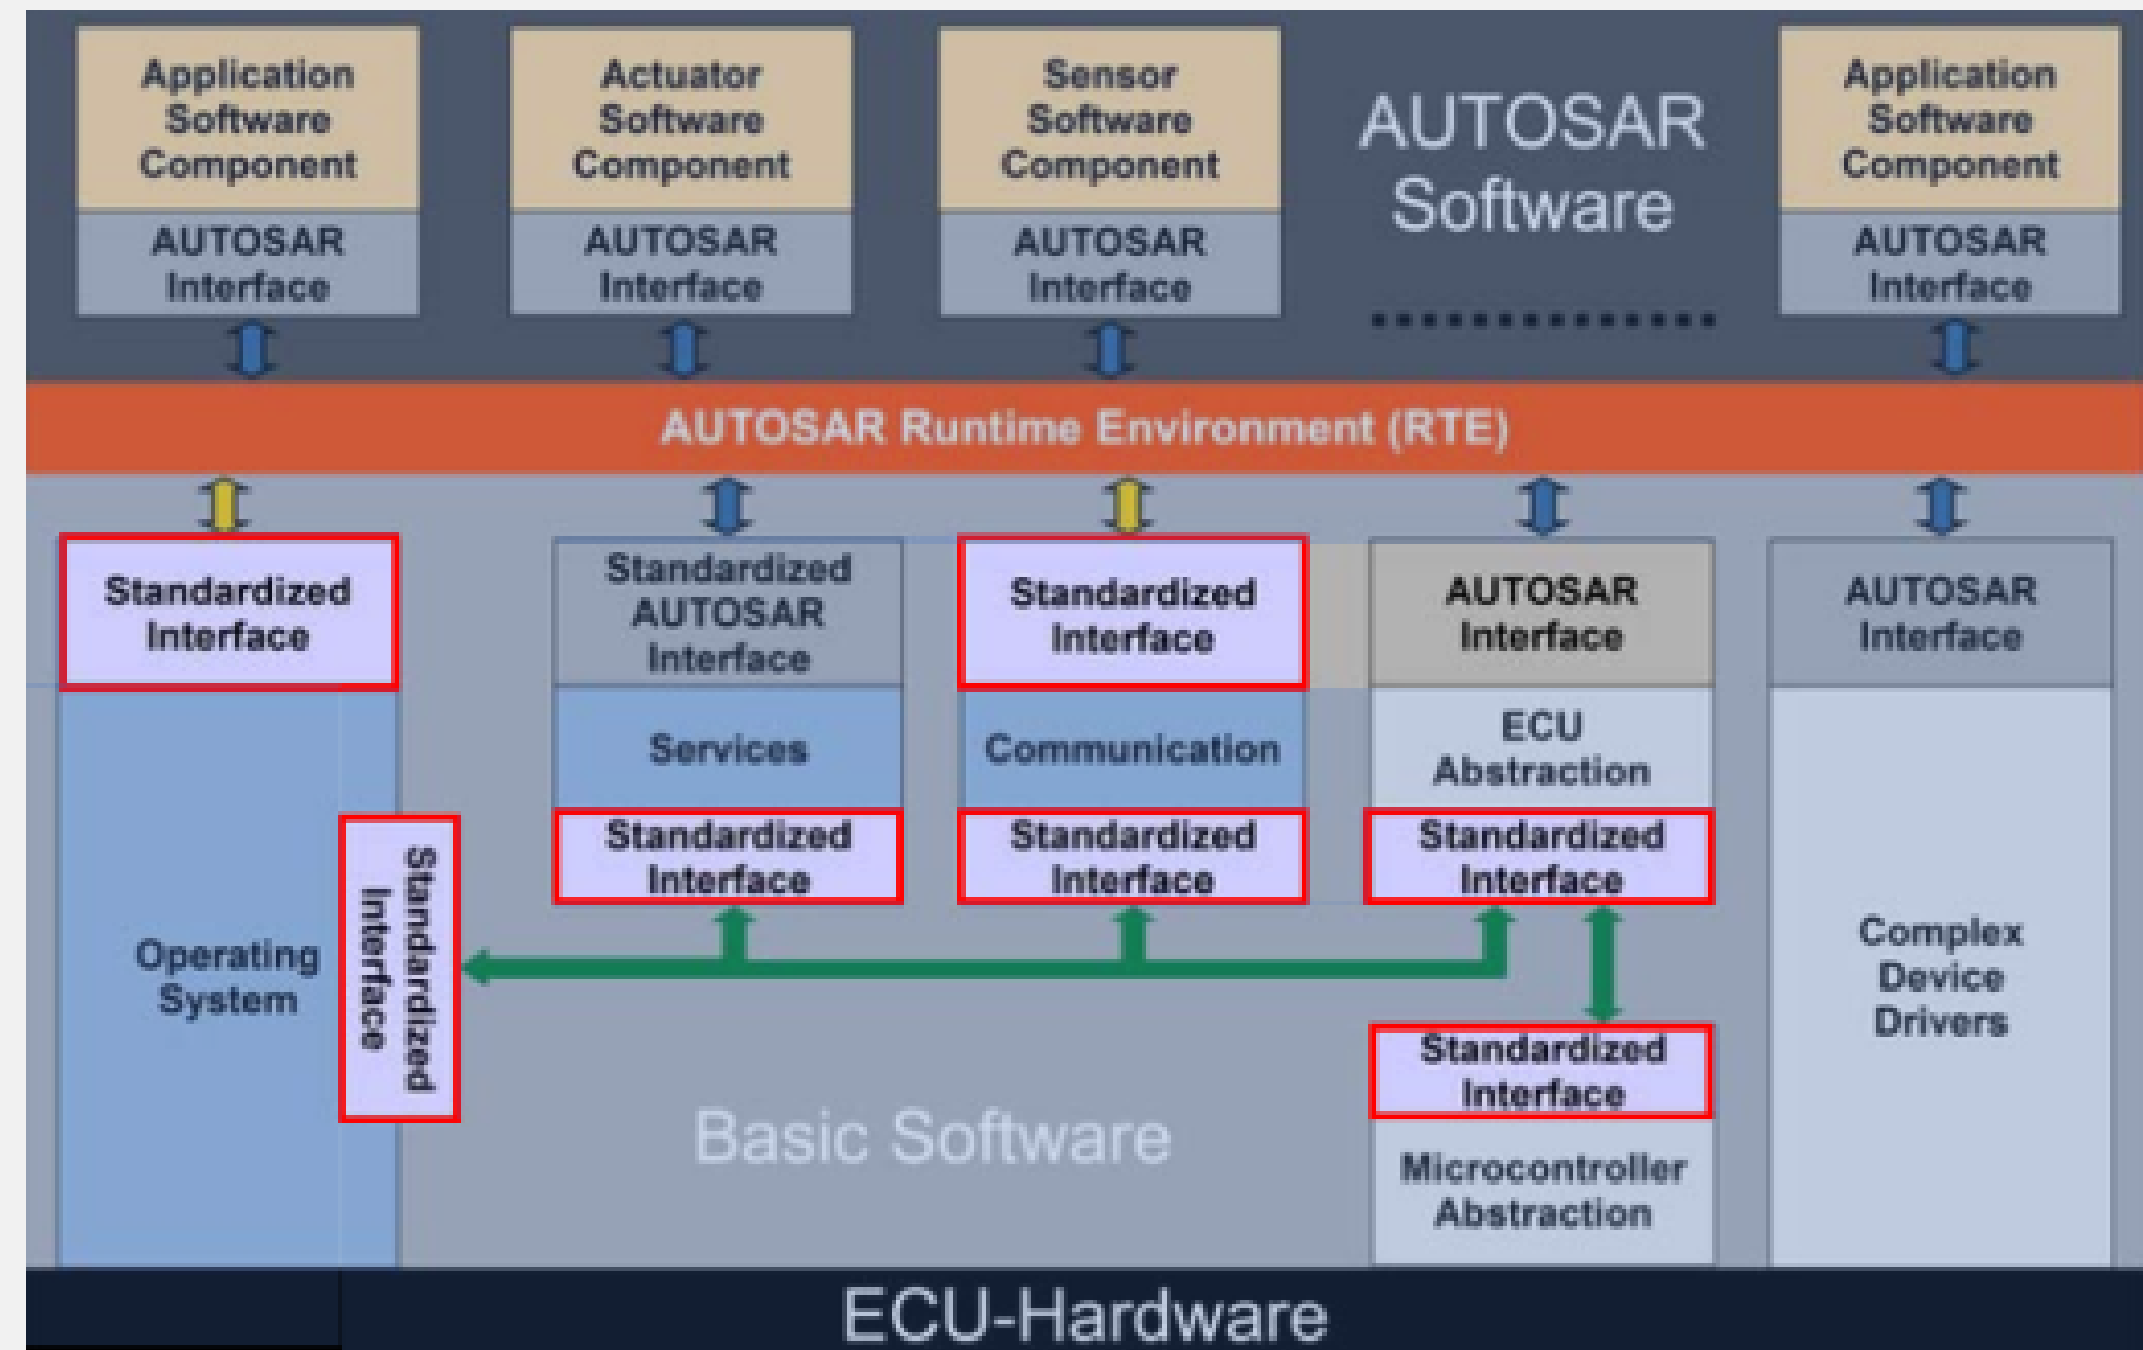 Application
Software
Component
AUTOSAR
Interface
Actuator
Software
Component
AUTOSAR
Interface
Sensor
Software
Component
AUTOSAR
Interface
AUTOSAR
Software
Application
Software
Component
AUTOSAR
Interface
AUTOSAR Runtime Environment (RTE)
Standardized
Interface
Operating
System
Standardized
Interface
Standardized
AUTOSAR
Interface
Services
Standardized
Interface
Standardized
Interface
Communication
Standardized
Interface
AUTOSAR
Interface
ECU
Abstraction
Standardized
Interface
Standardized
Interface
Microcontroller
Abstraction
AUTOSAR
Interface
Complex
Device
Drivers
Basic Software
ECU-Hardware